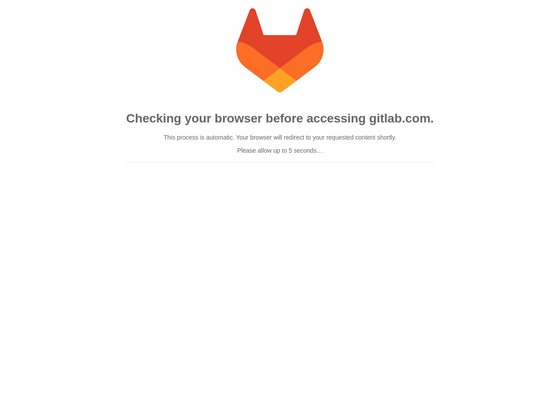 Checking your browser before accessing gitlab.com.
This process is automatic. Your browser will redirect to your requested content shortly.
Please allow up to 5 seconds…